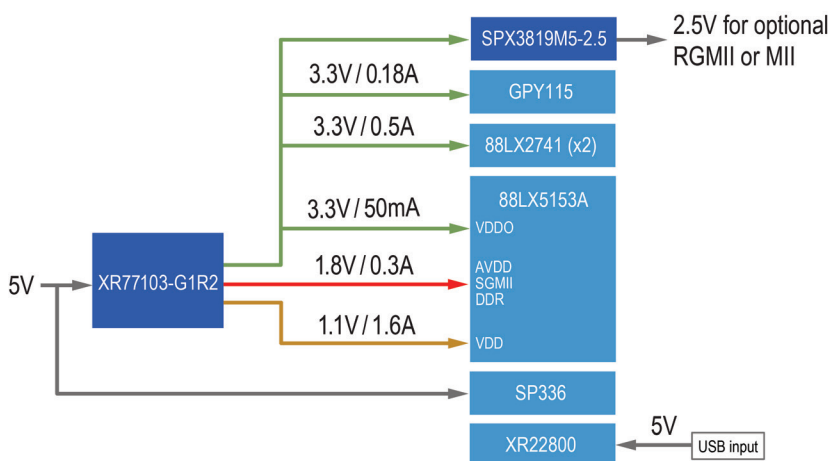 SPX3819M5-2.5
2.5V for optional
RGMII or MII
3.3V / 0.18A
GPY115
3.3V / 0.5A
88LX2741 (x2)
88LX5153A
3.3V / 50mA
VDDO
5V
XR77103-G1R2
1.8V / 0.3A
AVDD
SGMII
DDR
1.1V / 1.6A
VDD
SP336
XR22800
5V
USB input